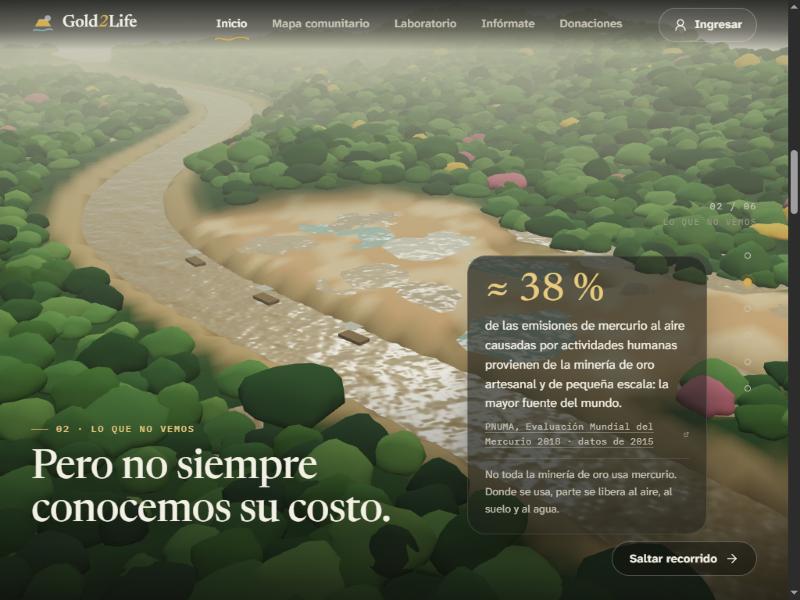 Gold2Life
Inicio
Mapa comunitario
Laboratorio
Infórmate
Donaciones
Ingresar
02 / 06
LO QUE NO VEMOS
≈ 38 %
de las emisiones de mercurio al aire
causadas por actividades humanas
provienen de la minería de oro
artesanal y de pequeña escala: la
mayor fuente del mundo.
PNUMA, Evaluación Mundial del
Mercurio 2018 · datos de 2015
No toda la minería de oro usa mercurio.
Donde se usa, parte se libera al aire, al
suelo y al agua.
02 · LO QUE NO VEMOS
Pero no siempre
conocemos su costo.
Saltar recorrido